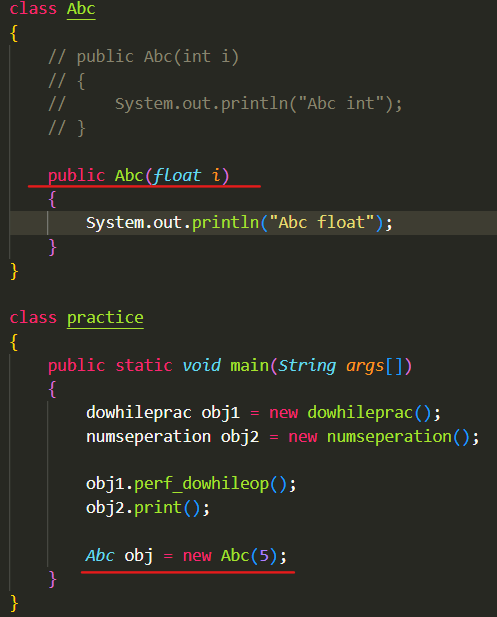 class Abc
{
    // public Abc(int i)
    // {
    //     System.out.println("Abc int");
    // }

    public Abc(float i)
    {
        System.out.println("Abc float");
    }
}

class practice
{
    public static void main(String args[])
    {
        dowhileprac obj1 = new dowhileprac();
        numseperation obj2 = new numseperation();

        obj1.perf_dowhileop();
        obj2.print();

        Abc obj = new Abc(5);
    }
}